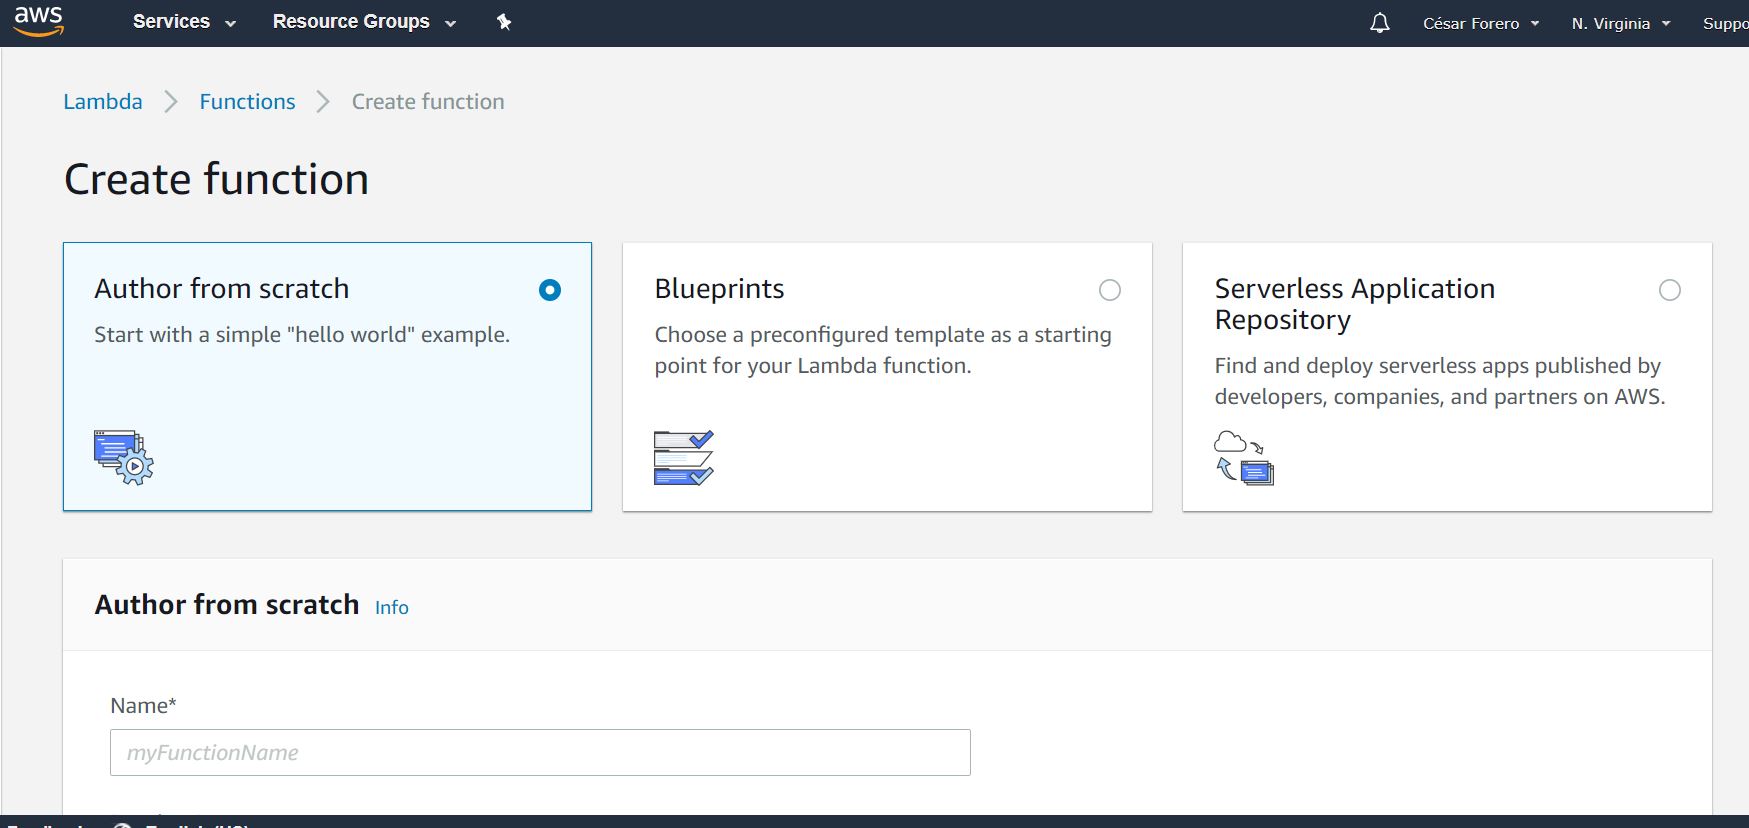 aws Services Resource Groups César Forero N. Virginia Suppo
Lambda Functions Create function
Create function
Author from scratch
Start with a simple "hello world" example.
Blueprints
Choose a preconfigured template as a starting
point for your Lambda function.
Serverless Application
Repository
Find and deploy serverless apps published by
developers, companies, and partners on AWS.
Author from scratch Info
Name*
myFunctionName